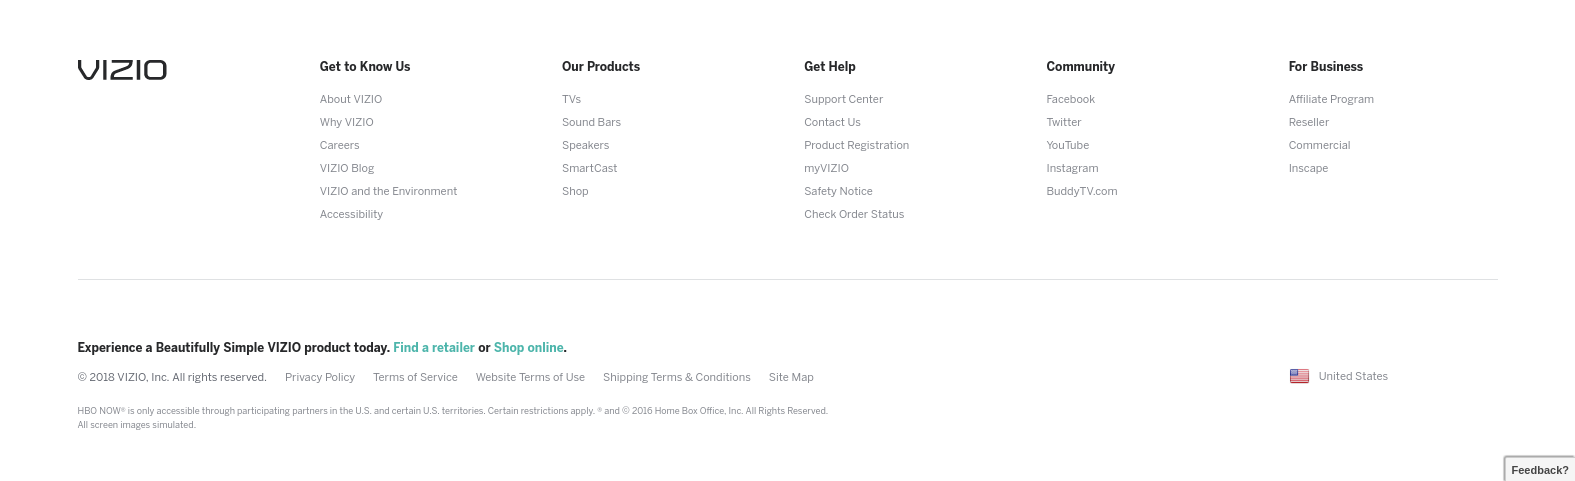 VIZIO
Get to Know Us
About VIZIO
Why VIZIO
Careers
VIZIO Blog
VIZIO and the Environment
Accessibility
Our Products
TVs
Sound Bars
Speakers
SmartCast
Shop
Get Help
Support Center
Contact Us
Product Registration
myVIZIO
Safety Notice
Check Order Status
Community
Facebook
Twitter
YouTube
Instagram
BuddyTV.com
For Business
Affiliate Program
Reseller
Commercial
Inscape
Experience a Beautifully Simple VIZIO product today. Find a retailer or Shop online.
© 2018 VIZIO, Inc. All rights reserved. Privacy Policy Terms of Service Website Terms of Use Shipping Terms & Conditions Site Map
United States
HBO NOW® is only accessible through participating partners in the U.S. and certain U.S. territories. Certain restrictions apply. ® and © 2016 Home Box Office, Inc. All Rights Reserved.
All screen images simulated.
Feedback?